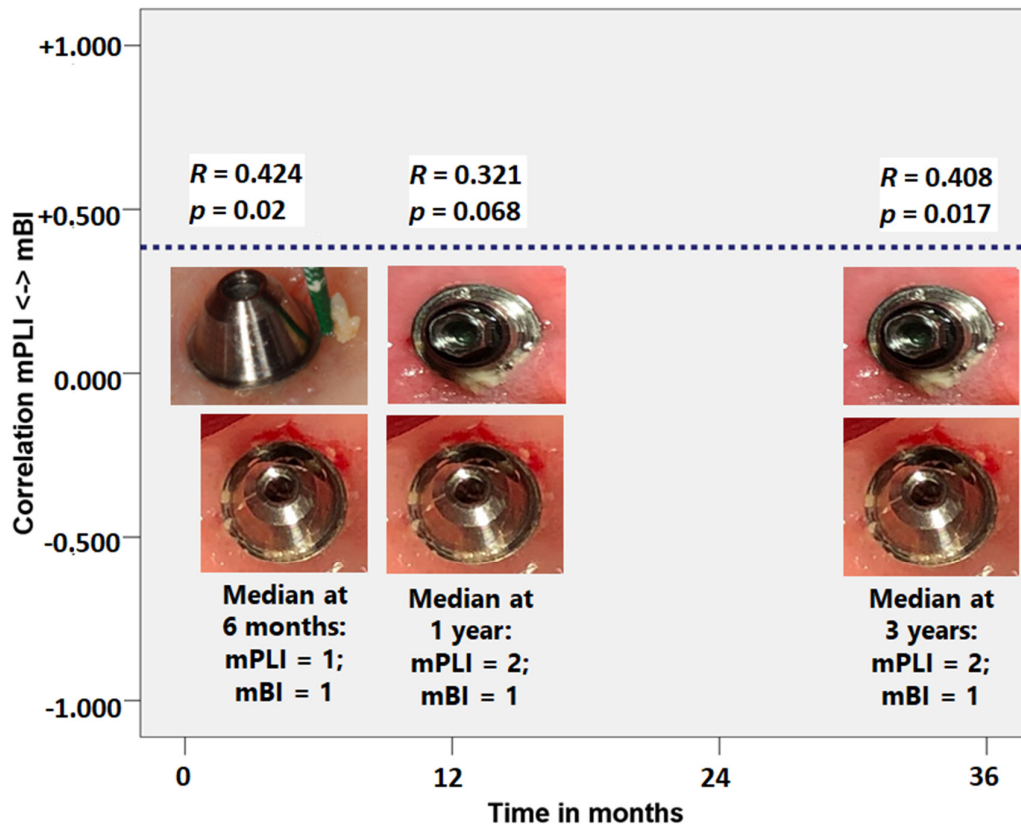 +1.000
R = 0.424
p = 0.02
R = 0.321
p = 0.068
R = 0.408
p = 0.017
+0.500
0.000
-0.500
-1.000
Correlation mPLI <-> mBI
Median at
6 months:
mPLI = 1;
mBI = 1
Median at
1 year:
mPLI = 2;
mBI = 1
Median at
3 years:
mPLI = 2;
mBI = 1
0 12 24 36
Time in months